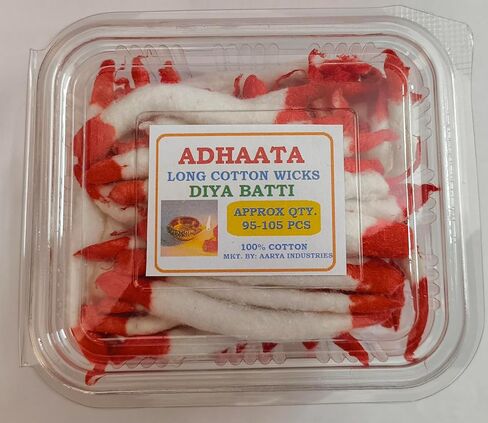 ADHAATA
LONG COTTON WICKS
DIYA BATTI
APPROX QTY.
95-105 PCS
100% COTTON
MKT. BY: AARYA INDUSTRIES